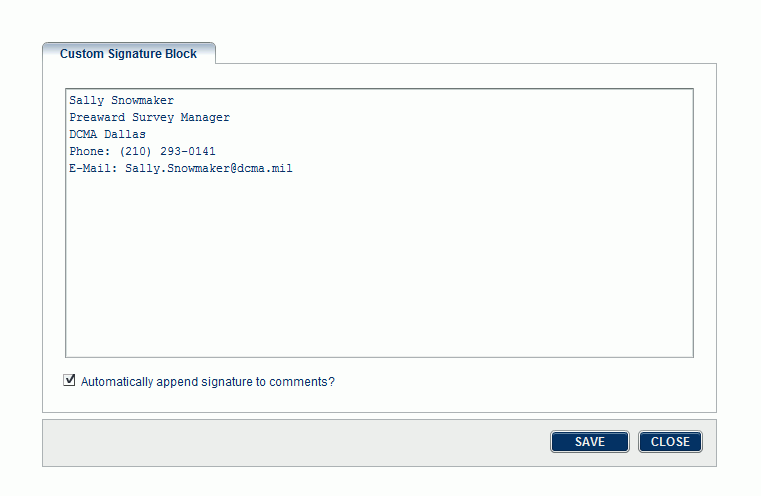 Custom Signature Block
Sally Snowmaker
Preaward Survey Manager
DCMA Dallas
Phone: (210) 293-0141
E-Mail: Sally.Snowmaker@dcma.mil
Automatically append signature to comments?
SAVE
CLOSE